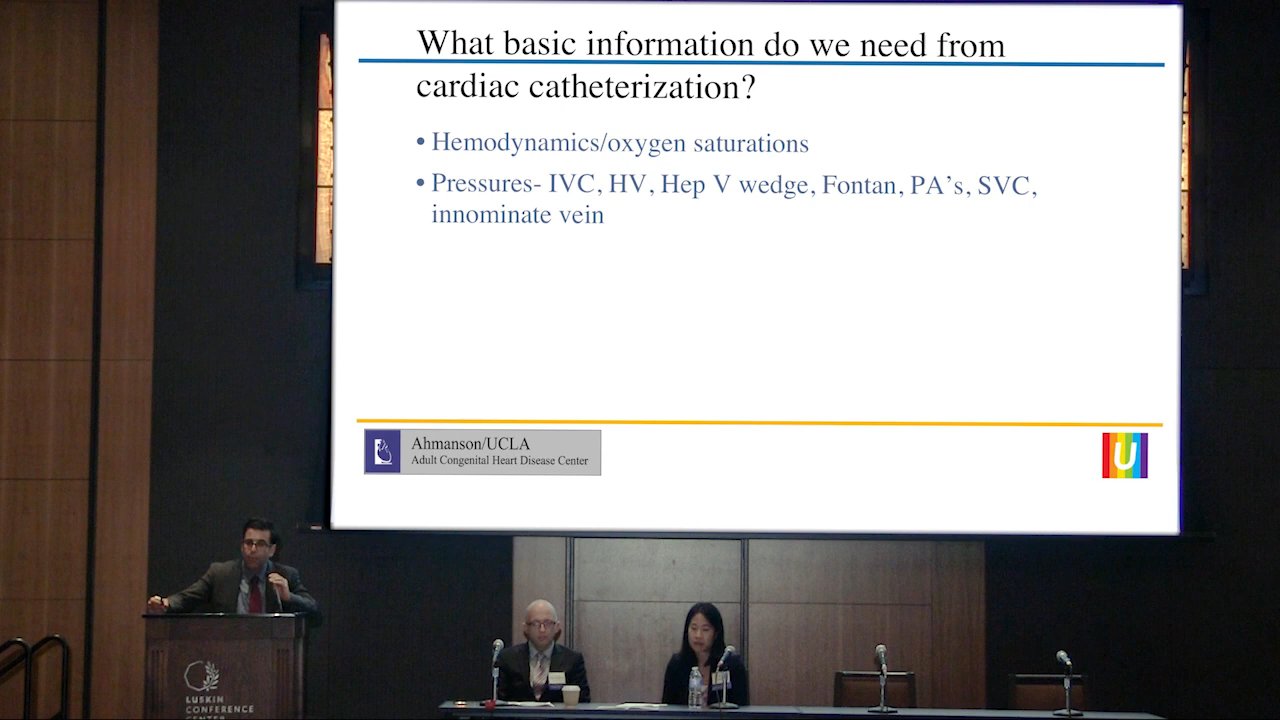 What basic information do we need from
cardiac catheterization?
• Hemodynamics/oxygen saturations
• Pressures- IVC, HV, Hep V wedge, Fontan, PA's, SVC,
innominate vein
Ahmanson/UCLA
Adult Congenital Heart Disease Center
U
LUSKIN
CONFERENCE
CENTER